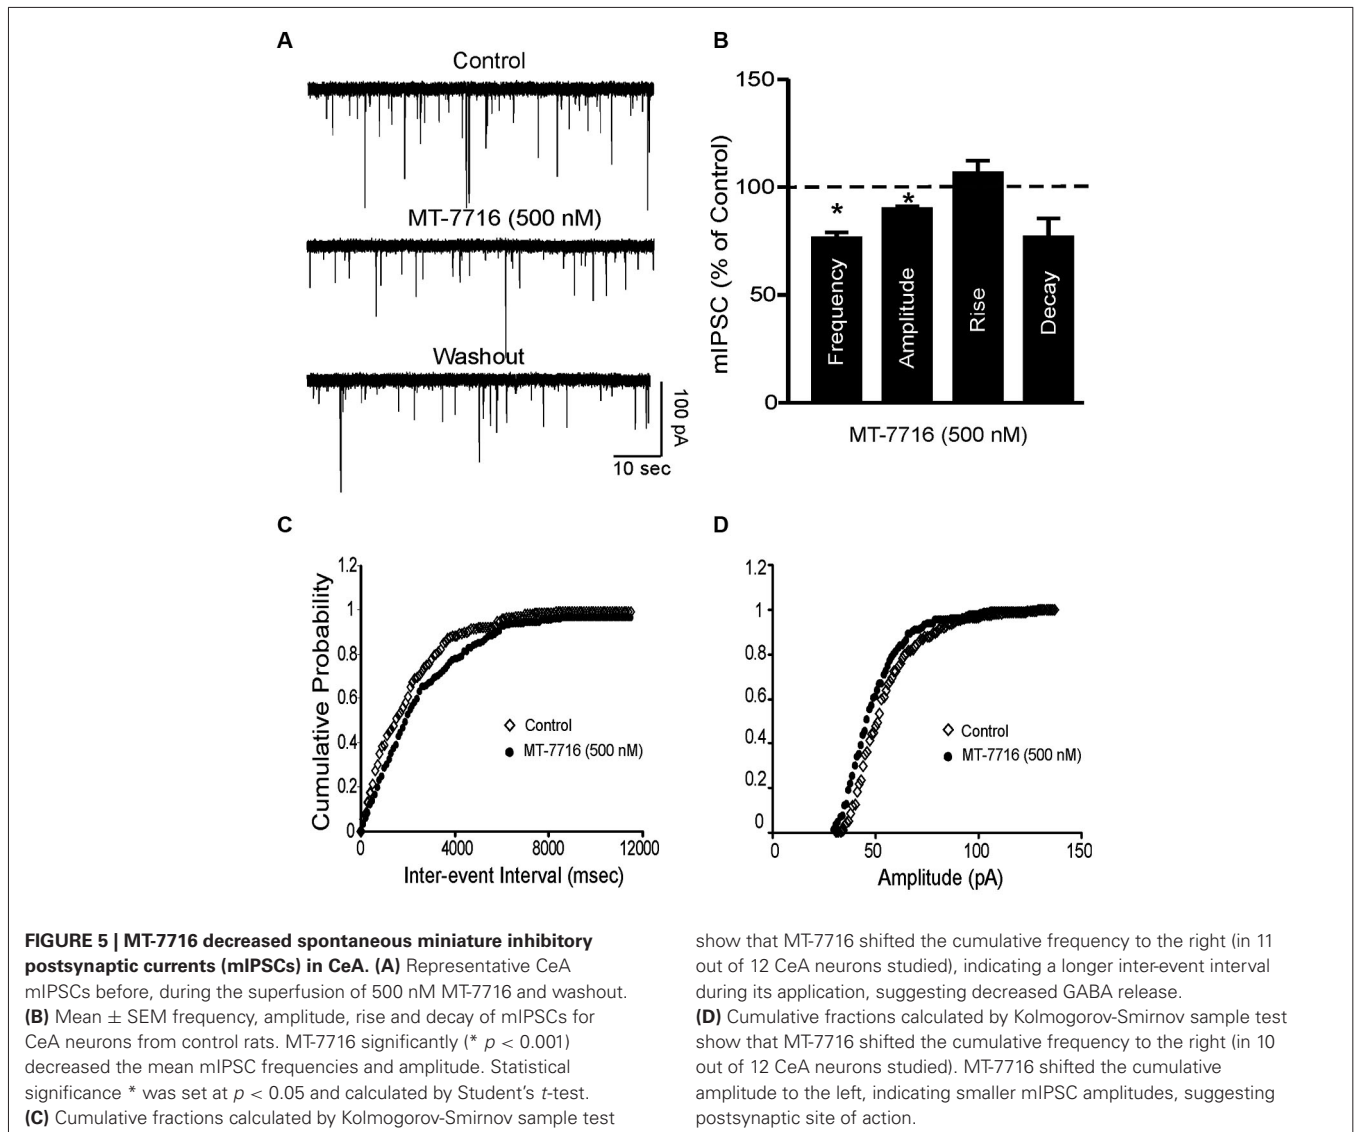 A
Control
MT-7716 (500 nM)
Washout
100 pA
10 sec
B
150
100
50
0
mIPSC (% of Control)
*
*
Frequency
Amplitude
Rise
Decay
MT-7716 (500 nM)
C
1.2
1
0.8
0.6
0.4
0.2
0
Cumulative Probability
Control
MT-7716 (500 nM)
0
4000
8000
12000
Inter-event Interval (msec)
D
1.2
1
0.8
0.6
0.4
0.2
0
Control
MT-7716 (500 nM)
0
50
100
150
Amplitude (pA)
FIGURE 5 | MT-7716 decreased spontaneous miniature inhibitory
postsynaptic currents (mIPSCs) in CeA. (A) Representative CeA
mIPSCs before, during the superfusion of 500 nM MT-7716 and washout.
(B) Mean ± SEM frequency, amplitude, rise and decay of mIPSCs for
CeA neurons from control rats. MT-7716 significantly (* p < 0.001)
decreased the mean mIPSC frequencies and amplitude. Statistical
significance * was set at p < 0.05 and calculated by Student's t-test.
(C) Cumulative fractions calculated by Kolmogorov-Smirnov sample test
show that MT-7716 shifted the cumulative frequency to the right (in 11
out of 12 CeA neurons studied), indicating a longer inter-event interval
during its application, suggesting decreased GABA release.
(D) Cumulative fractions calculated by Kolmogorov-Smirnov sample test
show that MT-7716 shifted the cumulative frequency to the right (in 10
out of 12 CeA neurons studied). MT-7716 shifted the cumulative
amplitude to the left, indicating smaller mIPSC amplitudes, suggesting
postsynaptic site of action.